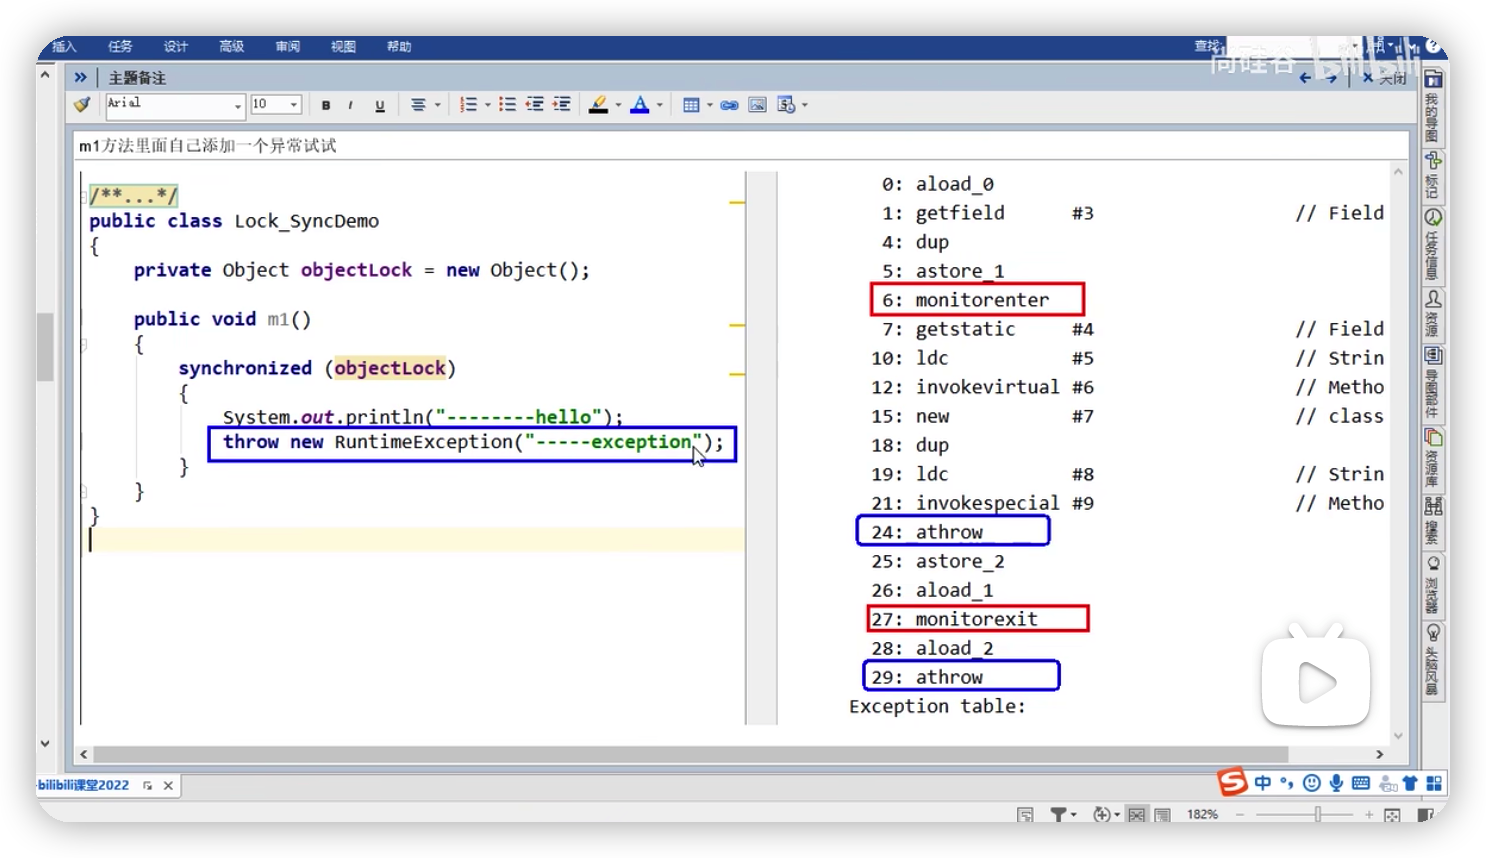 插入 任务 设计 高级 审阅 视图 帮助 查找
尚硅谷 bilibili
主题备注 关闭
Arial 10 B I U
m1方法里面自己添加一个异常试试
/**...*/
public class Lock_SyncDemo
{
private Object objectLock = new Object();
public void m1()
{
synchronized (objectLock)
{
System.out.println("--------hello");
throw new RuntimeException("-----exception");
}
}
}
0: aload_0
1: getfield #3 // Field
4: dup
5: astore_1
6: monitorenter
7: getstatic #4 // Field
10: ldc #5 // Strin
12: invokevirtual #6 // Metho
15: new #7 // class
18: dup
19: ldc #8 // Strin
21: invokespecial #9 // Metho
24: athrow
25: astore_2
26: aload_1
27: monitorexit
28: aload_2
29: athrow
Exception table:
我的导图
标记
任务信息
资源
导图部件
资源库
搜索
浏览器
头脑风暴
-bilibili课堂2022
S 中
182%